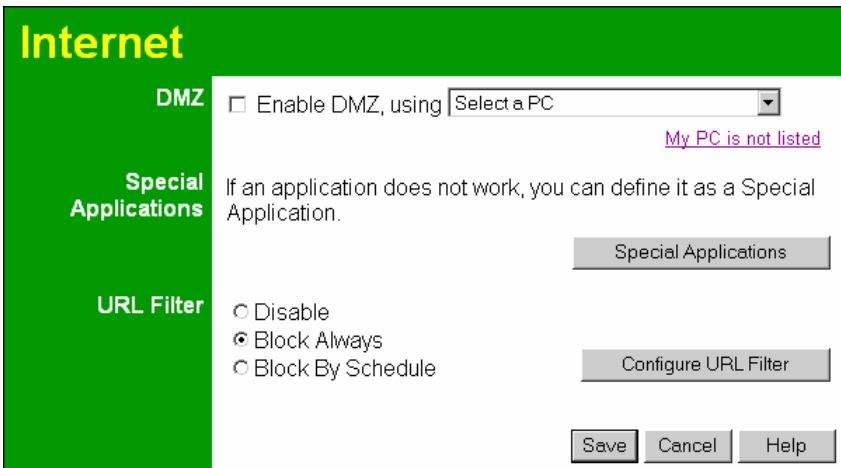 Internet
DMZ
Enable DMZ, using Select a PC
My PC is not listed
Special
Applications
If an application does not work, you can define it as a Special
Application.
Special Applications
URL Filter
Disable
Block Always
Block By Schedule
Configure URL Filter
Save Cancel Help